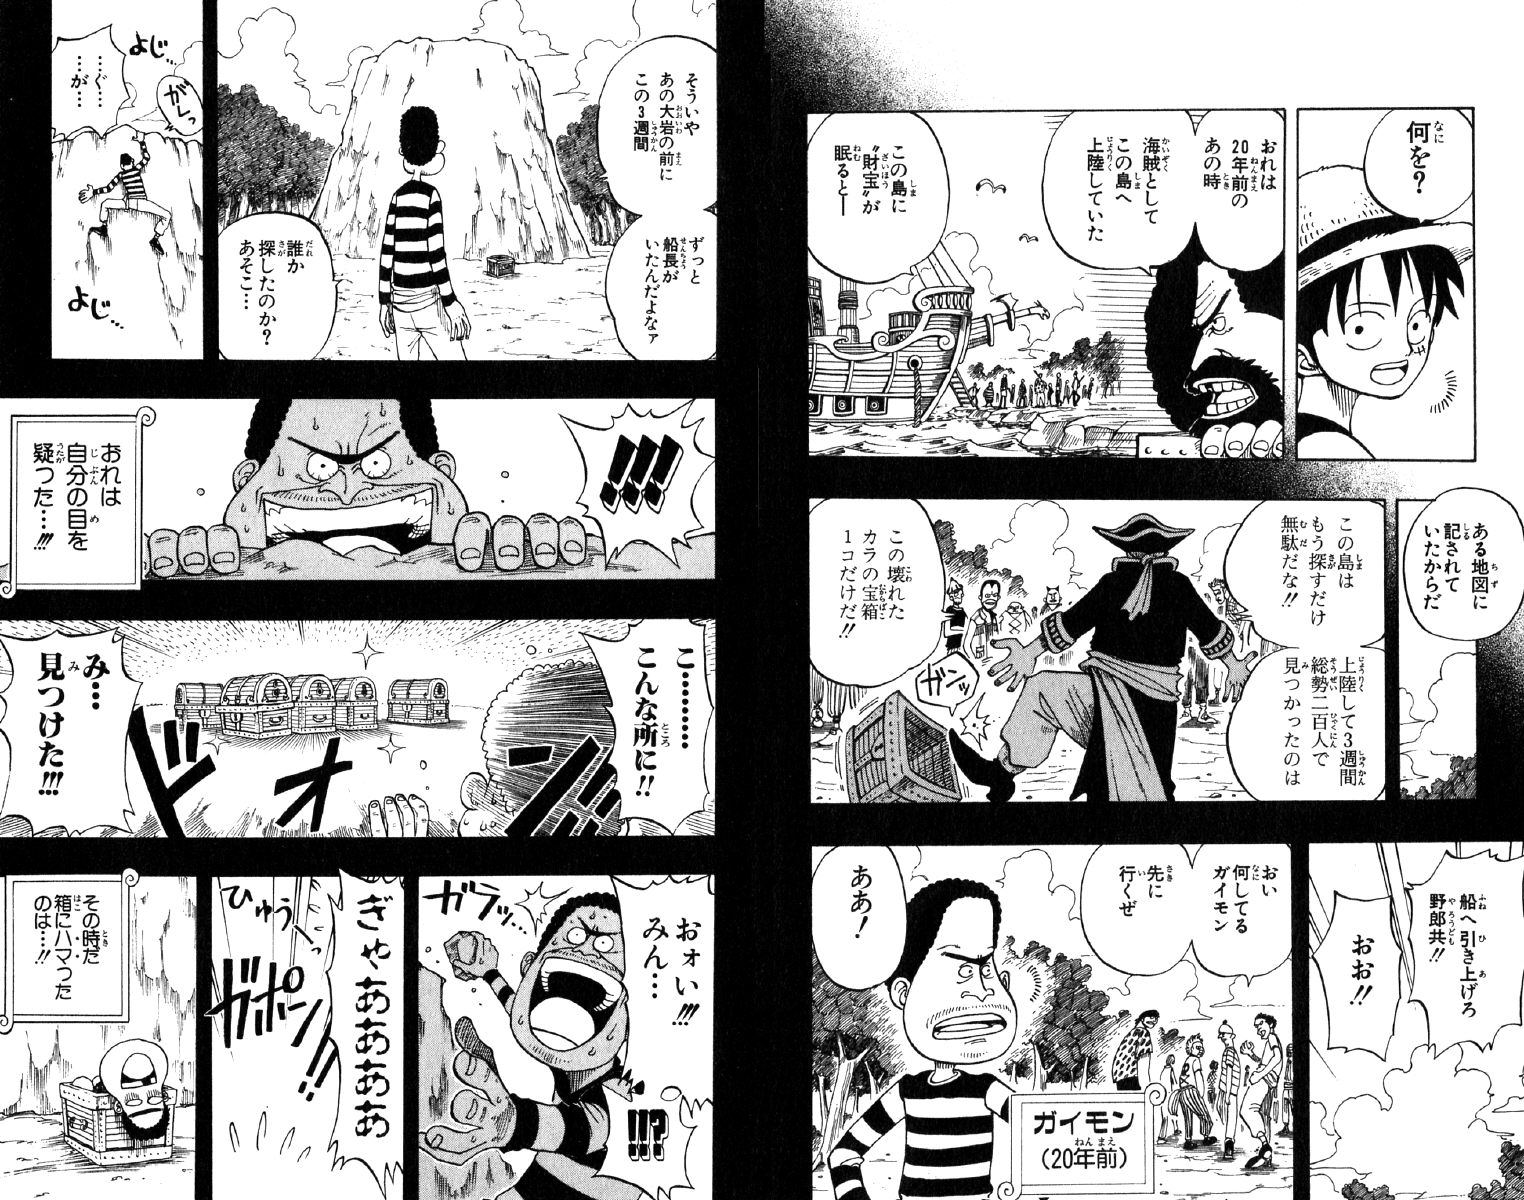 何を?
おれは
20年前の
あの時
海賊として
この島へ
上陸していた
この島に
“財宝”が
眠ると—
ある地図に
記されて
いたからだ
この島は
もう探すだけ
無駄だな!!
上陸して3週間
総勢二百人で
見つかったのは
この壊れた
カラの宝箱
1コだけだ!!
ガンッ
船へ引き上げろ
野郎共!!
おお!!
おい
何してる
ガイモン
先に
行くぜ
ああ!
ガイモン
(20年前)
そういや
あの大岩の前に
この3週間
ずっと
船長が
いたんだよなァ
誰か
探したのか?
あそこ…
よじ…
ガレっ
……ぐ…
…が…
よじ…
!!!!
おれは
自分の目を
疑った…!!!
こ………
こんな所に!!
ドオン
み…
見つけた!!!
おォい!!!
みん…
ガラッ…
!!?
ぎゃああああああ
ひゅうっ
ガポーン!!
その時だ
箱にハマった
のは…!!